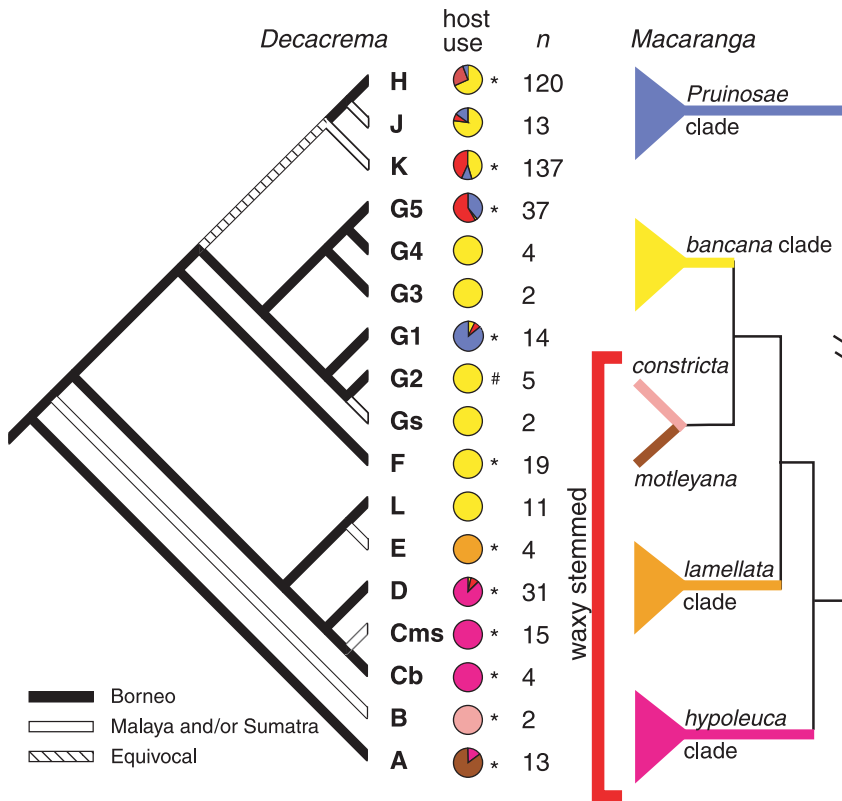 Decacrema host use n Macaranga
H * 120
J 13
K * 137
G5 * 37
G4 4
G3 2
G1 * 14
G2 # 5
Gs 2
F * 19
L 11
E * 4
D * 31
Cms * 15
Cb * 4
B * 2
A * 13
Borneo
Malaya and/or Sumatra
Equivocal
Pruinosae
clade
bancana clade
constricta
motleyana
waxy stemmed
lamellata
clade
hypoleuca
clade